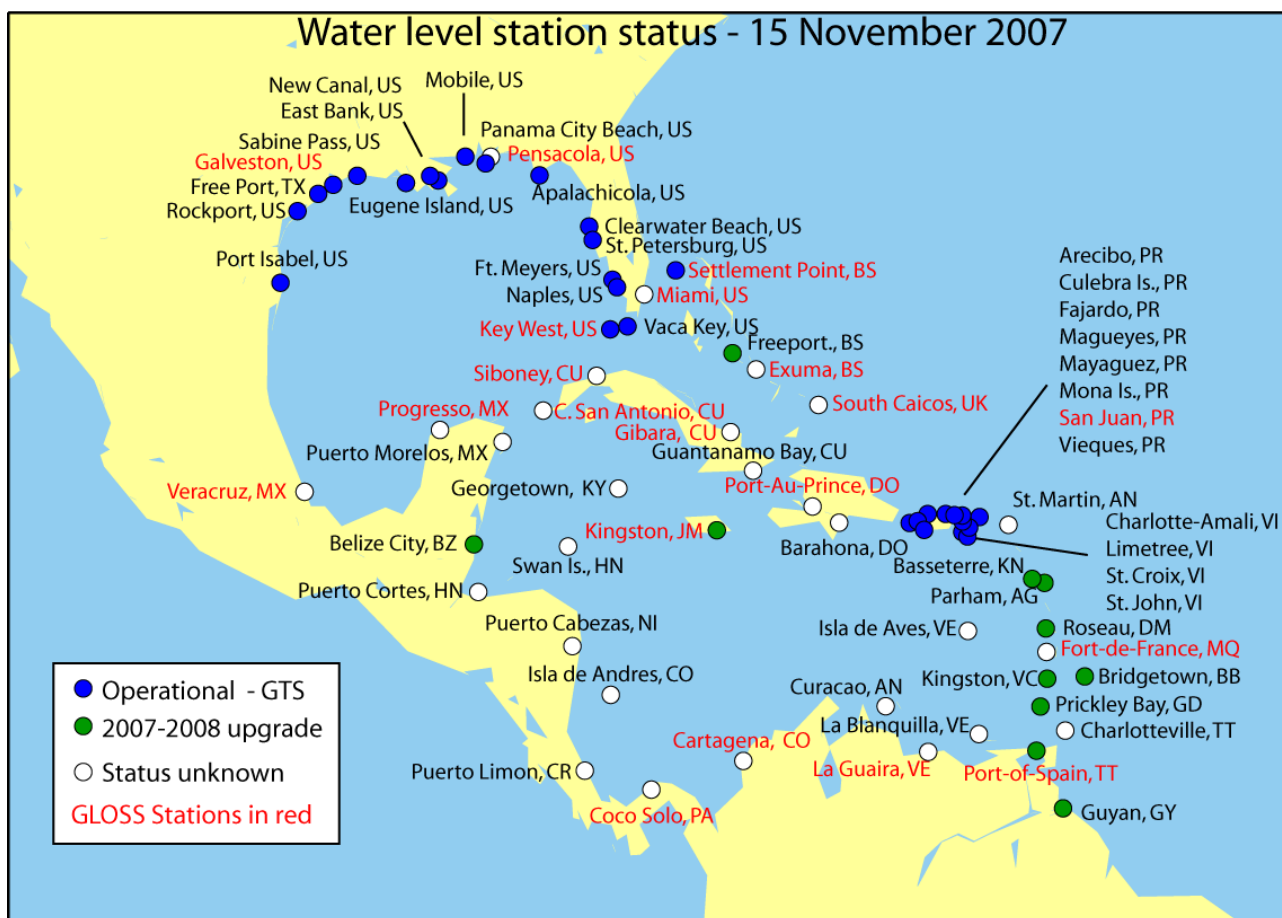 Water level station status - 15 November 2007
New Canal, US
East Bank, US
Mobile, US
Panama City Beach, US
Sabine Pass, US
Pensacola, US
Galveston, US
Free Port, TX
Rockport, US
Eugene Island, US
Apalachicola, US
Clearwater Beach, US
St. Petersburg, US
Port Isabel, US
Ft. Meyers, US
Naples, US
Settlement Point, BS
Miami, US
Key West, US
Vaca Key, US
Freeport., BS
Exuma, BS
Siboney, CU
South Caicos, UK
Progresso, MX
C. San Antonio, CU
Gibara, CU
Puerto Morelos, MX
Guantanamo Bay, CU
Veracruz, MX
Georgetown, KY
Port-Au-Prince, DO
Arecibo, PR
Culebra Is., PR
Fajardo, PR
Magueyes, PR
Mayaguez, PR
Mona Is., PR
San Juan, PR
Vieques, PR
St. Martin, AN
Charlotte-Amali, VI
Limetree, VI
St. Croix, VI
St. John, VI
Belize City, BZ
Kingston, JM
Swan Is., HN
Barahona, DO
Basseterre, KN
Puerto Cortes, HN
Parham, AG
Puerto Cabezas, NI
Isla de Aves, VE
Roseau, DM
Fort-de-France, MQ
Isla de Andres, CO
Curacao, AN
Kingston, VC
Bridgetown, BB
Prickley Bay, GD
La Blanquilla, VE
Charlotteville, TT
Cartagena, CO
Puerto Limon, CR
La Guaira, VE
Port-of-Spain, TT
Coco Solo, PA
Guyan, GY
Operational - GTS
2007-2008 upgrade
Status unknown
GLOSS Stations in red